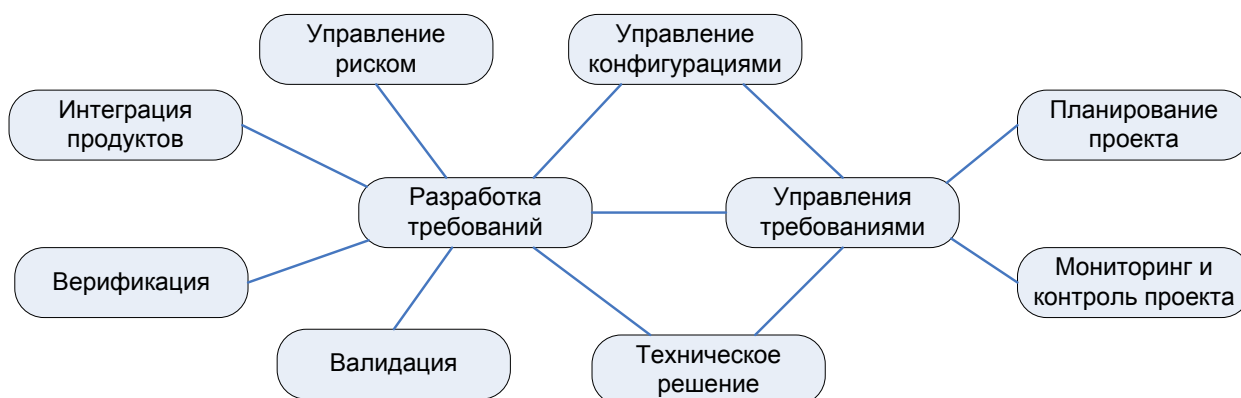 Управление
риском
Управление
конфигурациями
Интеграция
продуктов
Планирование
проекта
Разработка
требований
Управления
требованиями
Верификация
Мониторинг и
контроль проекта
Валидация
Техническое
решение